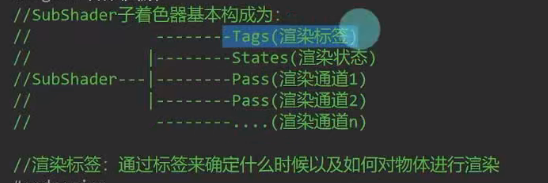 //SubShader子着色器基本构成为：
//              --------Tags(渲染标签)
//             |--------States(渲染状态)
//SubShader---|--------Pass(渲染通道1)
//             |--------Pass(渲染通道2)
//              --------....(渲染通道n)
//渲染标签：通过标签来确定什么时候以及如何对物体进行渲染